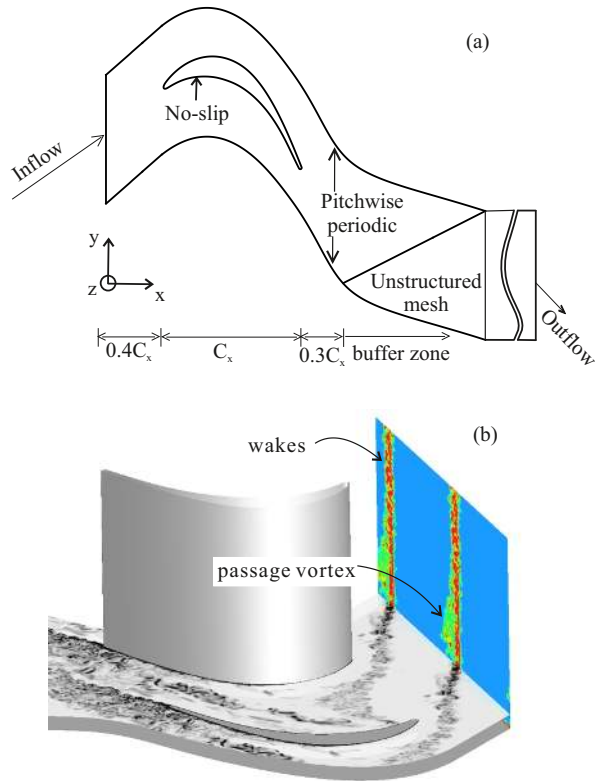 (a)
No-slip
Inflow
Pitchwise
periodic
y
z
x
Unstructured
mesh
Outflow
0.4Cₓ
Cₓ
0.3Cₓ
buffer zone
(b)
wakes
passage vortex